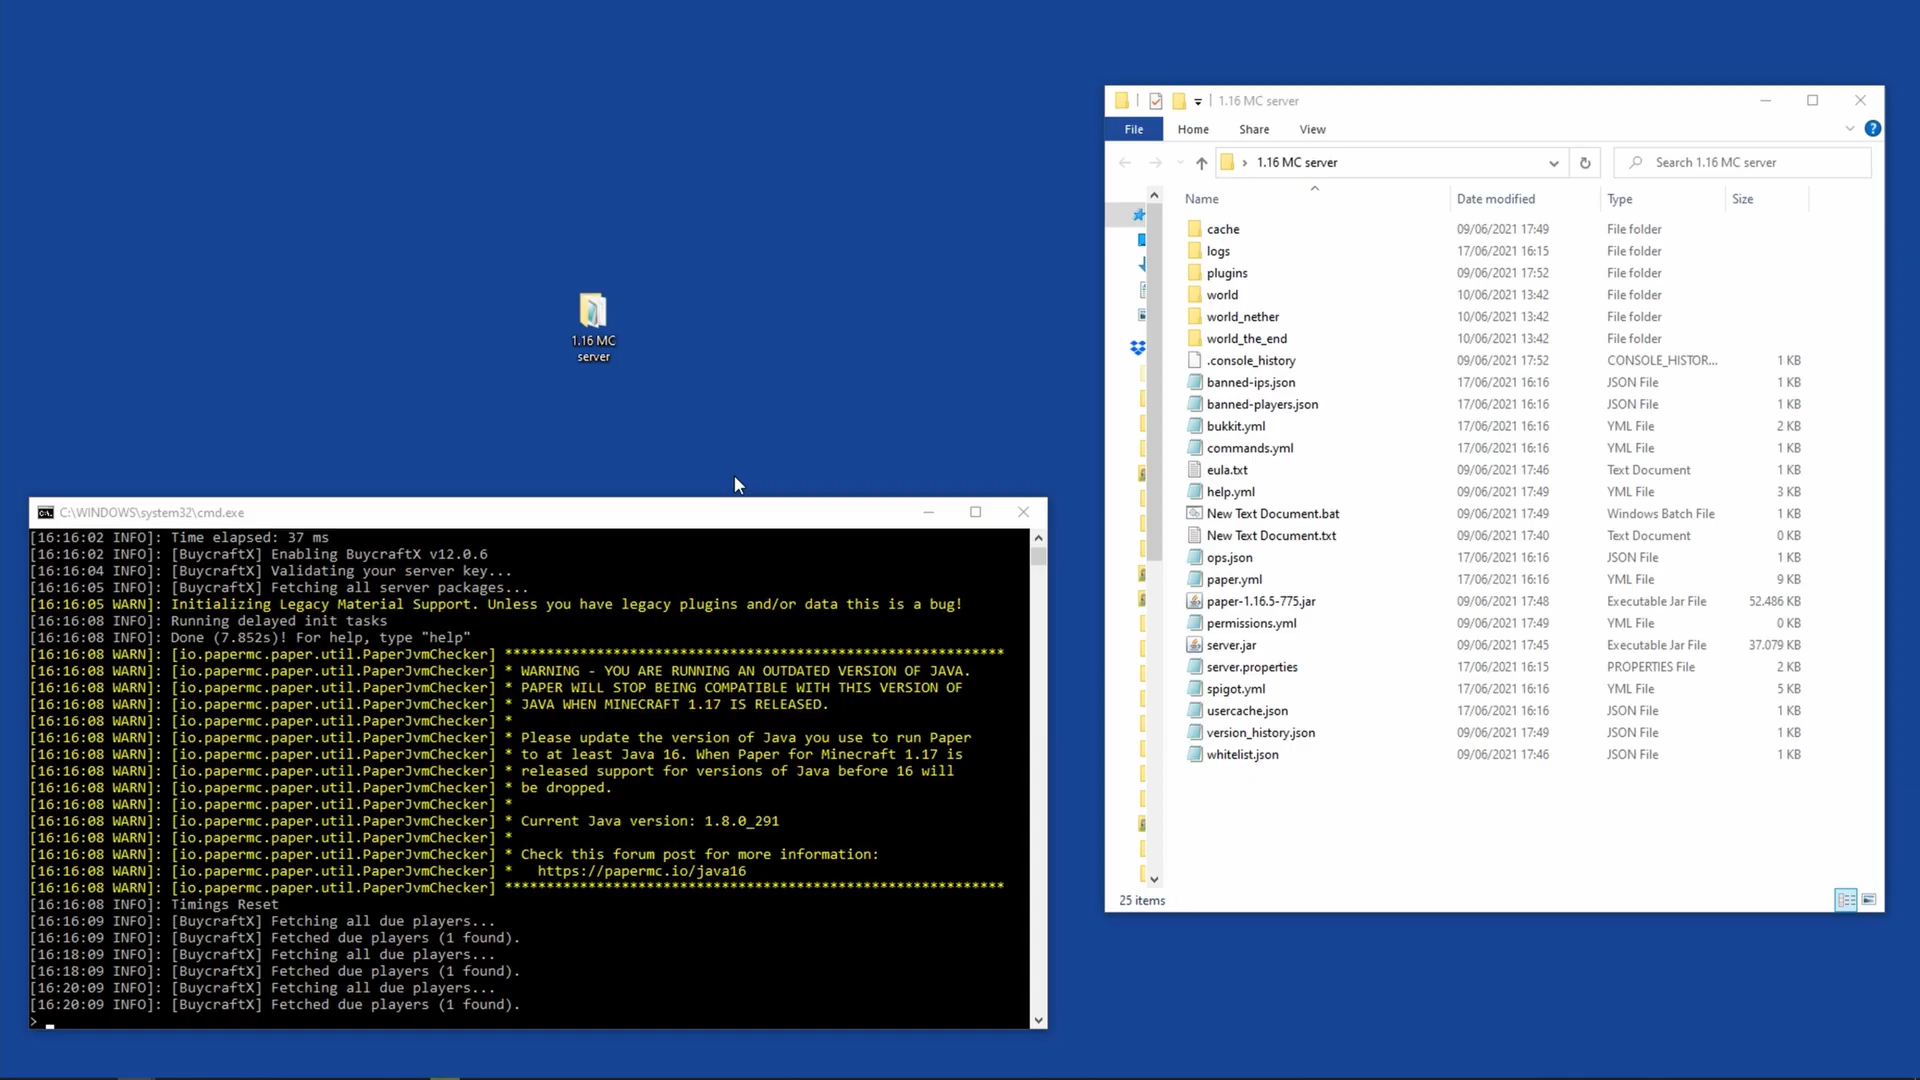 1.16 MC
server
C:\WINDOWS\system32\cmd.exe
[16:16:02 INFO]: Time elapsed: 37 ms
[16:16:02 INFO]: [BuycraftX] Enabling BuycraftX v12.0.6
[16:16:04 INFO]: [BuycraftX] Validating your server key...
[16:16:05 INFO]: [BuycraftX] Fetching all server packages...
[16:16:05 WARN]: Initializing Legacy Material Support. Unless you have legacy plugins and/or data this is a bug!
[16:16:08 INFO]: Running delayed init tasks
[16:16:08 INFO]: Done (7.852s)! For help, type "help"
[16:16:08 WARN]: [io.papermc.paper.util.PaperJvmChecker] ************************************************************
[16:16:08 WARN]: [io.papermc.paper.util.PaperJvmChecker] * WARNING - YOU ARE RUNNING AN OUTDATED VERSION OF JAVA.
[16:16:08 WARN]: [io.papermc.paper.util.PaperJvmChecker] * PAPER WILL STOP BEING COMPATIBLE WITH THIS VERSION OF
[16:16:08 WARN]: [io.papermc.paper.util.PaperJvmChecker] * JAVA WHEN MINECRAFT 1.17 IS RELEASED.
[16:16:08 WARN]: [io.papermc.paper.util.PaperJvmChecker] *
[16:16:08 WARN]: [io.papermc.paper.util.PaperJvmChecker] * Please update the version of Java you use to run Paper
[16:16:08 WARN]: [io.papermc.paper.util.PaperJvmChecker] * to at least Java 16. When Paper for Minecraft 1.17 is
[16:16:08 WARN]: [io.papermc.paper.util.PaperJvmChecker] * released support for versions of Java before 16 will
[16:16:08 WARN]: [io.papermc.paper.util.PaperJvmChecker] * be dropped.
[16:16:08 WARN]: [io.papermc.paper.util.PaperJvmChecker] *
[16:16:08 WARN]: [io.papermc.paper.util.PaperJvmChecker] * Current Java version: 1.8.0_291
[16:16:08 WARN]: [io.papermc.paper.util.PaperJvmChecker] *
[16:16:08 WARN]: [io.papermc.paper.util.PaperJvmChecker] * Check this forum post for more information:
[16:16:08 WARN]: [io.papermc.paper.util.PaperJvmChecker] *   https://papermc.io/java16
[16:16:08 WARN]: [io.papermc.paper.util.PaperJvmChecker] ************************************************************
[16:16:08 INFO]: Timings Reset
[16:16:09 INFO]: [BuycraftX] Fetching all due players...
[16:16:09 INFO]: [BuycraftX] Fetched due players (1 found).
[16:18:09 INFO]: [BuycraftX] Fetching all due players...
[16:18:09 INFO]: [BuycraftX] Fetched due players (1 found).
[16:20:09 INFO]: [BuycraftX] Fetching all due players...
[16:20:09 INFO]: [BuycraftX] Fetched due players (1 found).
>
1.16 MC server
File Home Share View
1.16 MC server Search 1.16 MC server
Name Date modified Type Size
cache 09/06/2021 17:49 File folder
logs 17/06/2021 16:15 File folder
plugins 09/06/2021 17:52 File folder
world 10/06/2021 13:42 File folder
world_nether 10/06/2021 13:42 File folder
world_the_end 10/06/2021 13:42 File folder
.console_history 09/06/2021 17:52 CONSOLE_HISTOR... 1 KB
banned-ips.json 17/06/2021 16:16 JSON File 1 KB
banned-players.json 17/06/2021 16:16 JSON File 1 KB
bukkit.yml 17/06/2021 16:16 YML File 2 KB
commands.yml 17/06/2021 16:16 YML File 1 KB
eula.txt 09/06/2021 17:46 Text Document 1 KB
help.yml 09/06/2021 17:49 YML File 3 KB
New Text Document.bat 09/06/2021 17:49 Windows Batch File 1 KB
New Text Document.txt 09/06/2021 17:40 Text Document 0 KB
ops.json 17/06/2021 16:16 JSON File 1 KB
paper.yml 17/06/2021 16:16 YML File 9 KB
paper-1.16.5-775.jar 09/06/2021 17:48 Executable Jar File 52.486 KB
permissions.yml 09/06/2021 17:49 YML File 0 KB
server.jar 09/06/2021 17:45 Executable Jar File 37.079 KB
server.properties 17/06/2021 16:15 PROPERTIES File 2 KB
spigot.yml 17/06/2021 16:16 YML File 5 KB
usercache.json 17/06/2021 16:16 JSON File 1 KB
version_history.json 09/06/2021 17:49 JSON File 1 KB
whitelist.json 09/06/2021 17:46 JSON File 1 KB
25 items